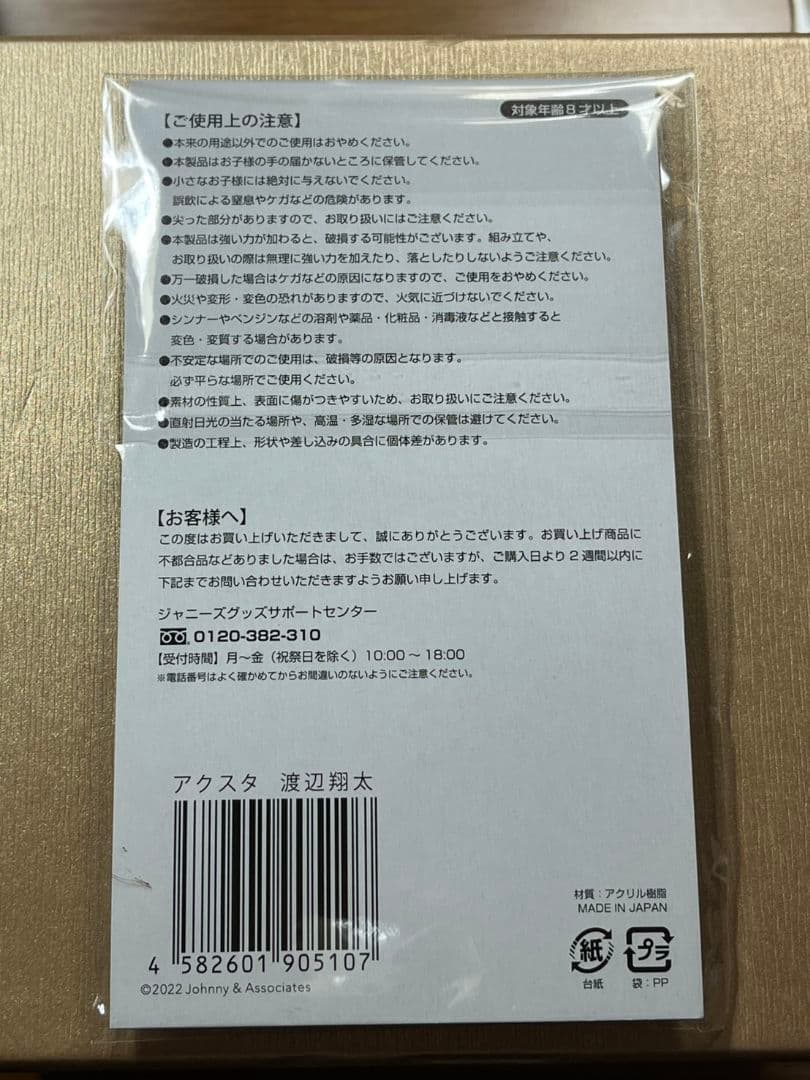 対象年齢8才以上
【ご使用上の注意】
●本来の用途以外でのご使用はおやめください。
●本製品はお子様の手の届かないところに保管してください。
●小さなお子様には絶対に与えないでください。
誤飲による窒息やケガなどの危険があります。
●尖った部分がありますので、お取り扱いにはご注意ください。
●本製品は強い力が加わると、破損する可能性がございます。組み立てや、
お取り扱いの際は無理に強い力を加えたり、落としたりしないようご注意ください。
●万一破損した場合はケガなどの原因になりますので、ご使用をおやめください。
●火災や変形・変色の恐れがありますので、火気に近づけないでください。
●シンナーやベンジンなどの溶剤や薬品・化粧品・消毒液などと接触すると
変色・変質する場合があります。
●不安定な場所でのご使用は、破損等の原因となります。
必ず平らな場所でご使用ください。
●素材の性質上、表面に傷がつきやすいため、お取り扱いにご注意ください。
●直射日光の当たる場所や、高温・多湿な場所での保管は避けてください。
●製造の工程上、形状や差し込みの具合に個体差があります。
【お客様へ】
この度はお買い上げいただきまして、誠にありがとうございます。お買い上げ商品に
不都合品などありました場合は、お手数ではございますが、ご購入日より2週間以内に
下記までお問い合わせいただきますようお願い申し上げます。
ジャニーズグッズサポートセンター
0120-382-310
【受付時間】月～金（祝祭日を除く）10:00～18:00
※電話番号はよく確かめてからお間違いのないようにご注意ください。
アクスタ 渡辺翔太
4 582601 905107
©2022 Johnny & Associates
材質：アクリル樹脂
MADE IN JAPAN
紙 プラ
台紙 袋：PP